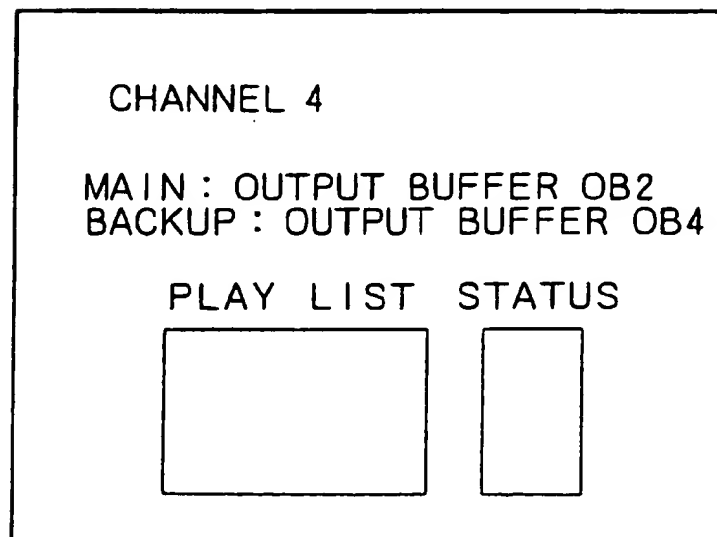 CHANNEL 4
MAIN : OUTPUT BUFFER OB2
BACKUP : OUTPUT BUFFER OB4
PLAY LIST STATUS